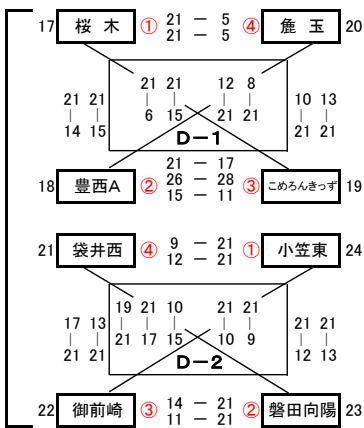 21 － 5
17 桜 木 ① ④ 麁 玉 20
21 － 5
21 21 12 8
｜ ｜ ｜ ｜
6 15 21 21
21 21 10 13
｜ ｜ ｜ ｜
14 15 21 21
D－1
21 － 17
18 豊西A ② 26 － 28 ③ こめろんきっず 19
15 － 11
21 袋井西 ④ 9 － 21 ① 小笠東 24
12 － 21
19 21 10 21 21
｜ ｜ ｜ ｜ ｜
21 17 15 10 9
17 13 21 21
｜ ｜ ｜ ｜
21 21 12 13
D－2
22 御前崎 ③ 14 － 21 ② 磐田向陽 23
11 － 21